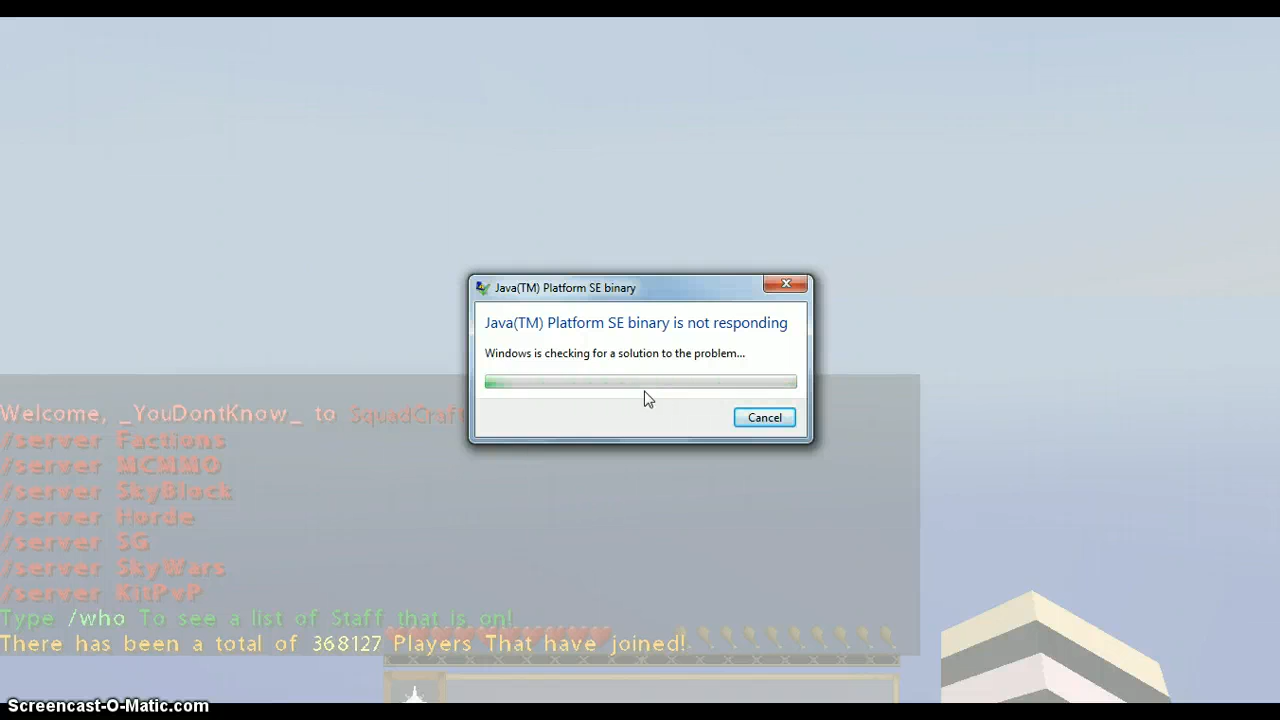 Java(TM) Platform SE binary
Java(TM) Platform SE binary is not responding
Windows is checking for a solution to the problem...
Cancel
Welcome, _YouDontKnow_ to SquadCraft
/server Factions
/server MCMMO
/server SkyBlock
/server Horde
/server SG
/server SkyWars
/server KitPvP
Type /who To see a list of Staff that is on!
There has been a total of 368127 Players That have joined!
Screencast-O-Matic.com